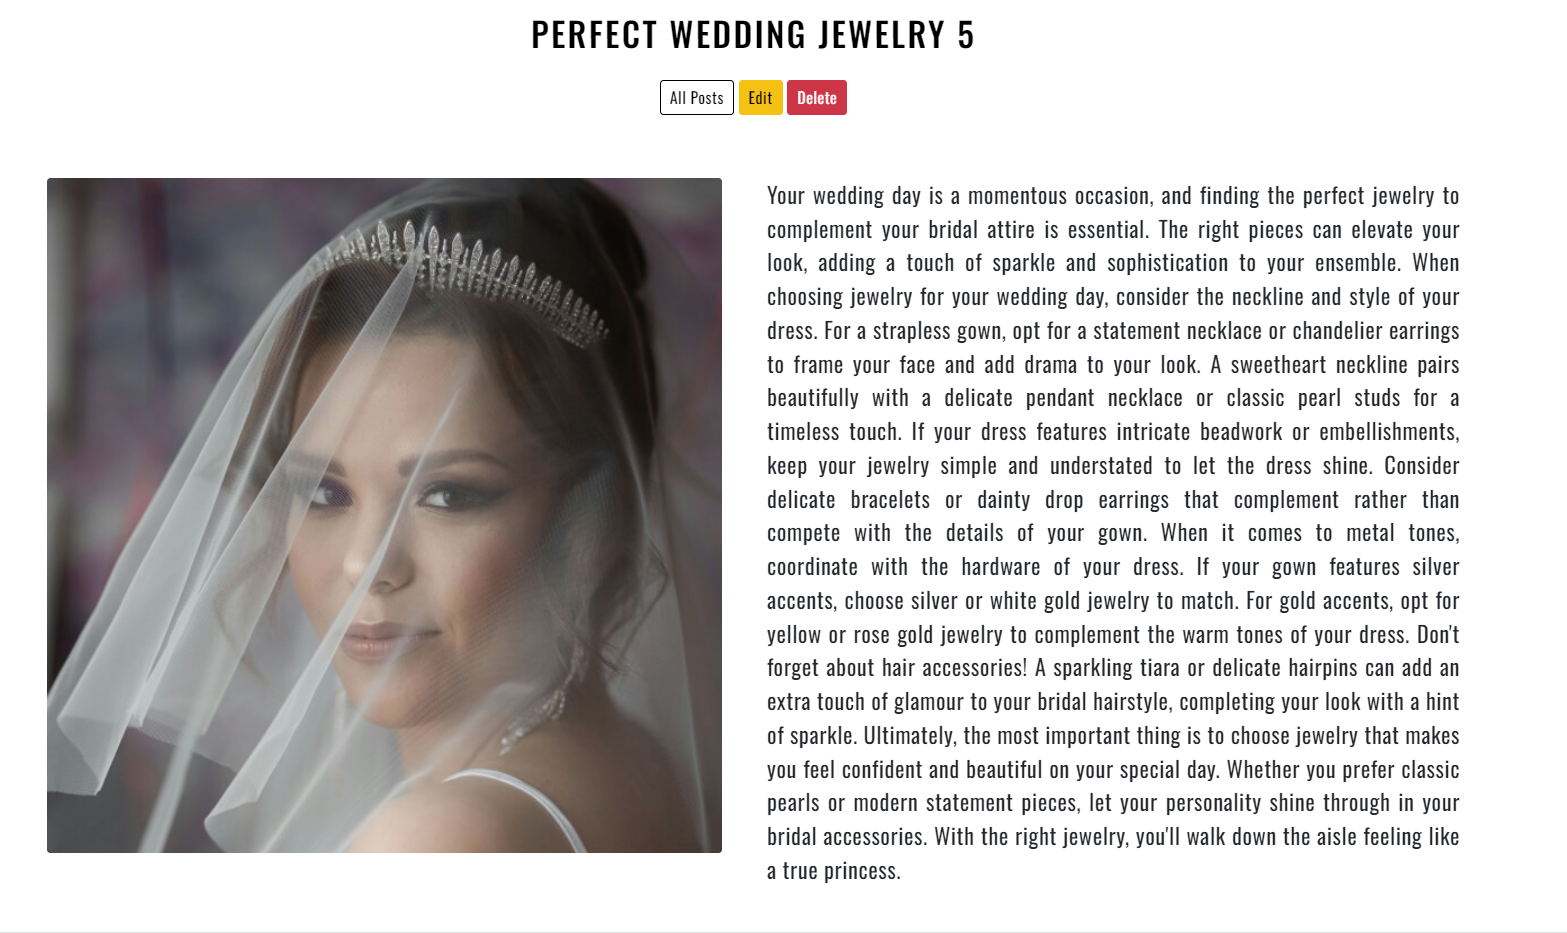 PERFECT WEDDING JEWELRY 5
All Posts Edit Delete
Your wedding day is a momentous occasion, and finding the perfect jewelry to
complement your bridal attire is essential. The right pieces can elevate your
look, adding a touch of sparkle and sophistication to your ensemble. When
choosing jewelry for your wedding day, consider the neckline and style of your
dress. For a strapless gown, opt for a statement necklace or chandelier earrings
to frame your face and add drama to your look. A sweetheart neckline pairs
beautifully with a delicate pendant necklace or classic pearl studs for a
timeless touch. If your dress features intricate beadwork or embellishments,
keep your jewelry simple and understated to let the dress shine. Consider
delicate bracelets or dainty drop earrings that complement rather than
compete with the details of your gown. When it comes to metal tones,
coordinate with the hardware of your dress. If your gown features silver
accents, choose silver or white gold jewelry to match. For gold accents, opt for
yellow or rose gold jewelry to complement the warm tones of your dress. Don't
forget about hair accessories! A sparkling tiara or delicate hairpins can add an
extra touch of glamour to your bridal hairstyle, completing your look with a hint
of sparkle. Ultimately, the most important thing is to choose jewelry that makes
you feel confident and beautiful on your special day. Whether you prefer classic
pearls or modern statement pieces, let your personality shine through in your
bridal accessories. With the right jewelry, you'll walk down the aisle feeling like
a true princess.